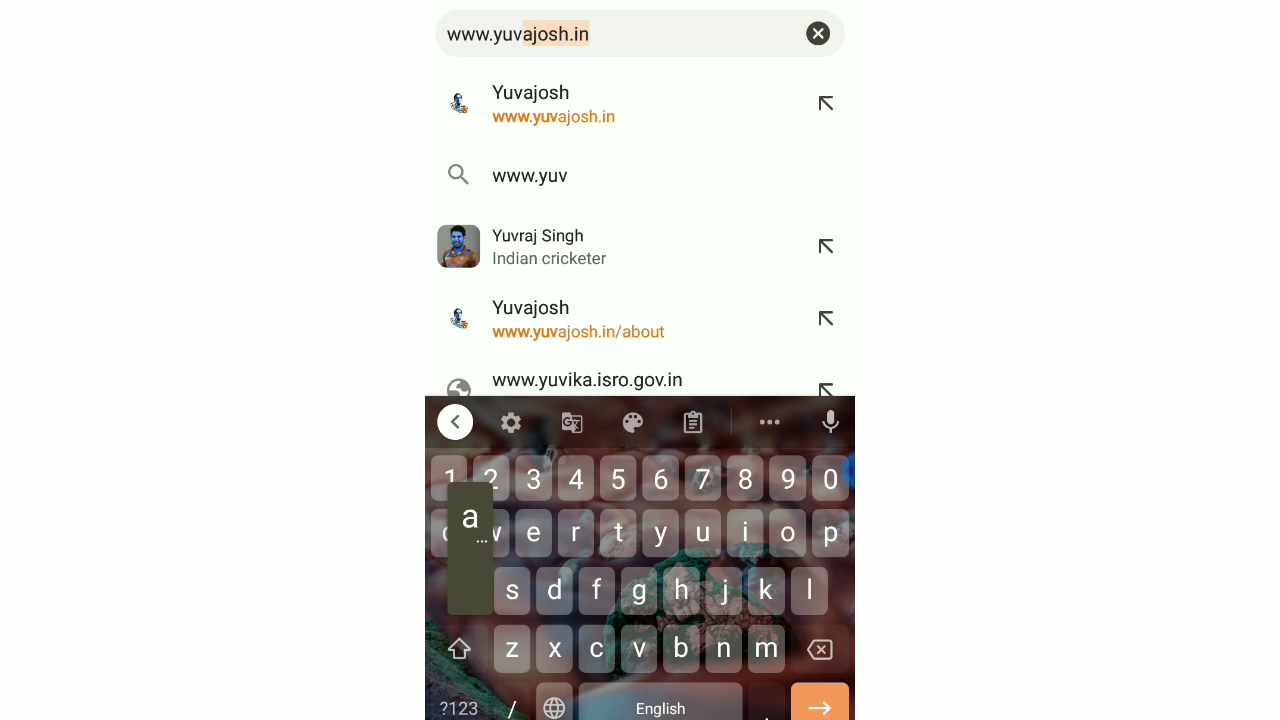 www.yuvajosh.in
Yuvajosh
www.yuvajosh.in
www.yuv
Yuvraj Singh
Indian cricketer
Yuvajosh
www.yuvajosh.in/about
www.yuvika.isro.gov.in
1 2 3 4 5 6 7 8 9 0
q w e r t y u i o p
a ... s d f g h j k l
z x c v b n m
?123 / English .